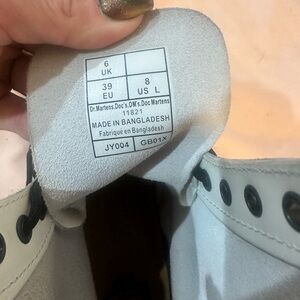 6
UK
39
EU
8
US L
Dr.Martens,Doc's,DM's,Doc Martens
11821
MADE IN BANGLADESH
Fabriqué en Bangladesh
JY004
GB01X